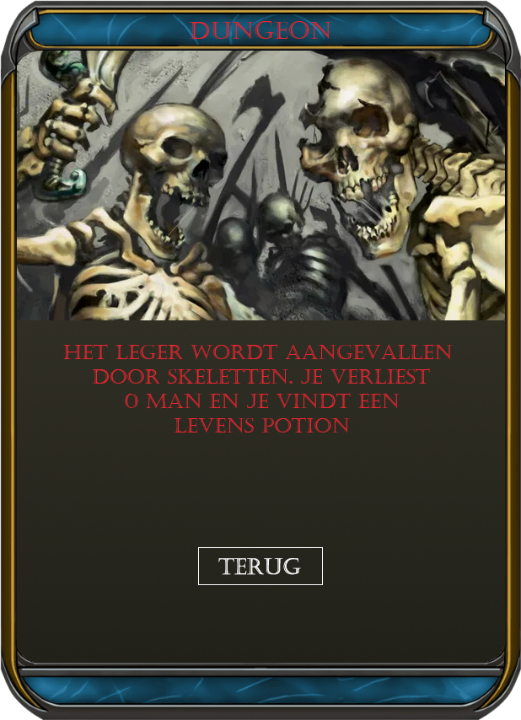 DUNGEON
HET LEGER WORDT AANGEVALLEN
DOOR SKELETTEN. JE VERLIEST
0 MAN EN JE VINDT EEN
LEVENS POTION
TERUG